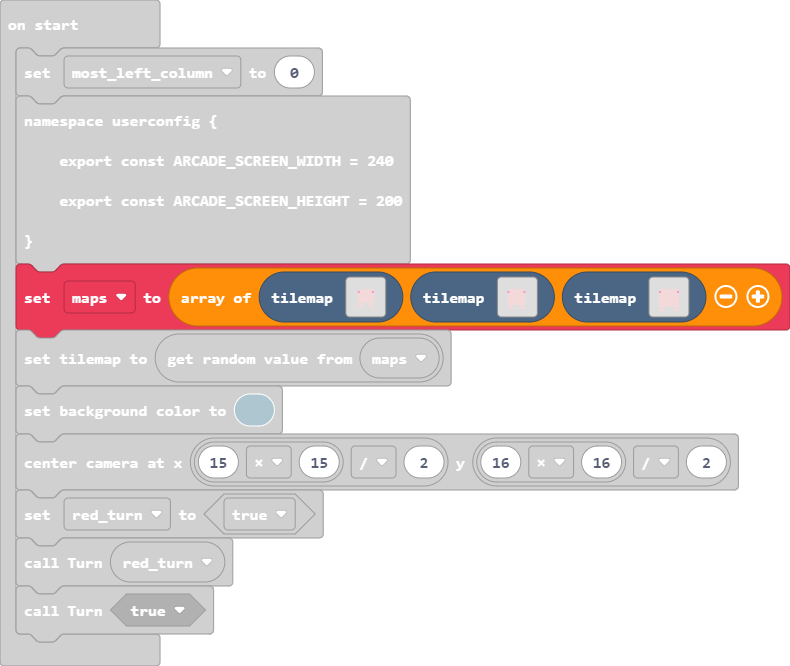 on start
set most_left_column to 0
namespace userconfig {
export const ARCADE_SCREEN_WIDTH = 240
export const ARCADE_SCREEN_HEIGHT = 200
}
set maps to array of tilemap tilemap tilemap
set tilemap to get random value from maps
set background color to
center camera at x 15 × 15 / 2 y 16 × 16 / 2
set red_turn to true
call Turn red_turn
call Turn true